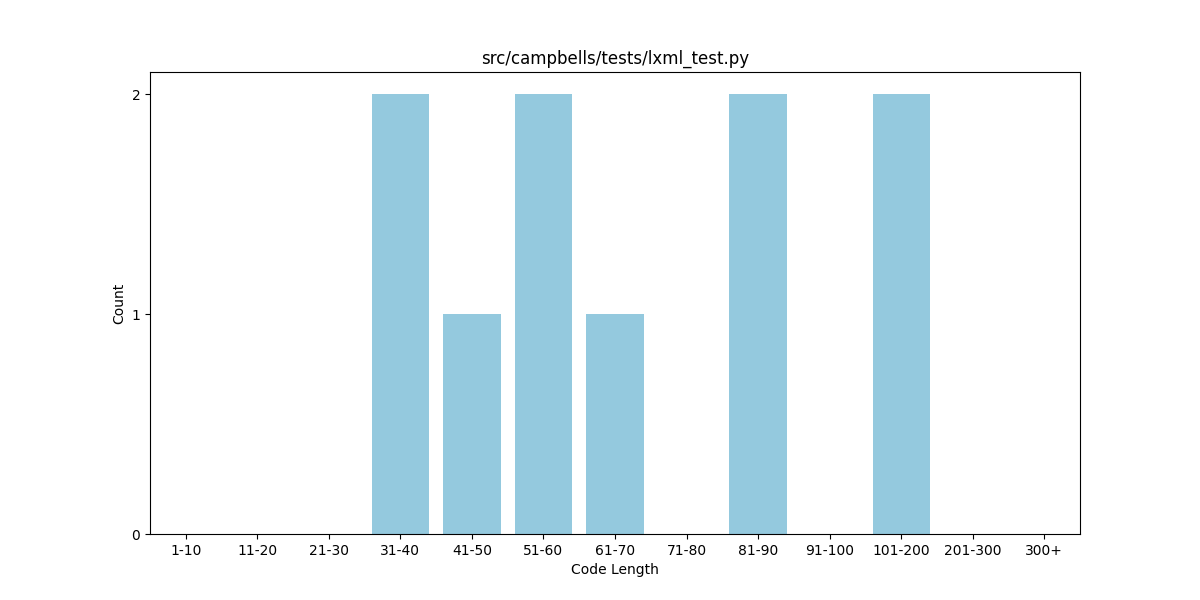 src/campbells/tests/lxml_test.py
2
1
0
Count
1-10 11-20 21-30 31-40 41-50 51-60 61-70 71-80 81-90 91-100 101-200 201-300 300+
Code Length